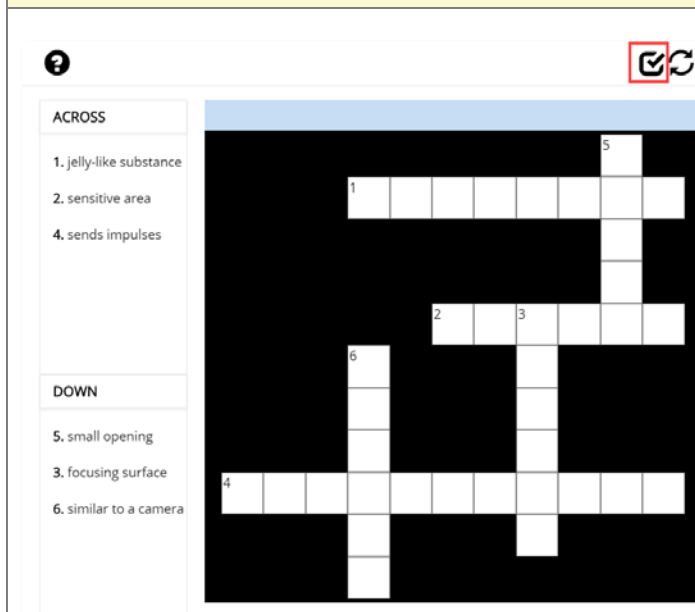 ACROSS
1. jelly-like substance
2. sensitive area
4. sends impulses
DOWN
5. small opening
3. focusing surface
6. similar to a camera
5
1
2 3
6
4